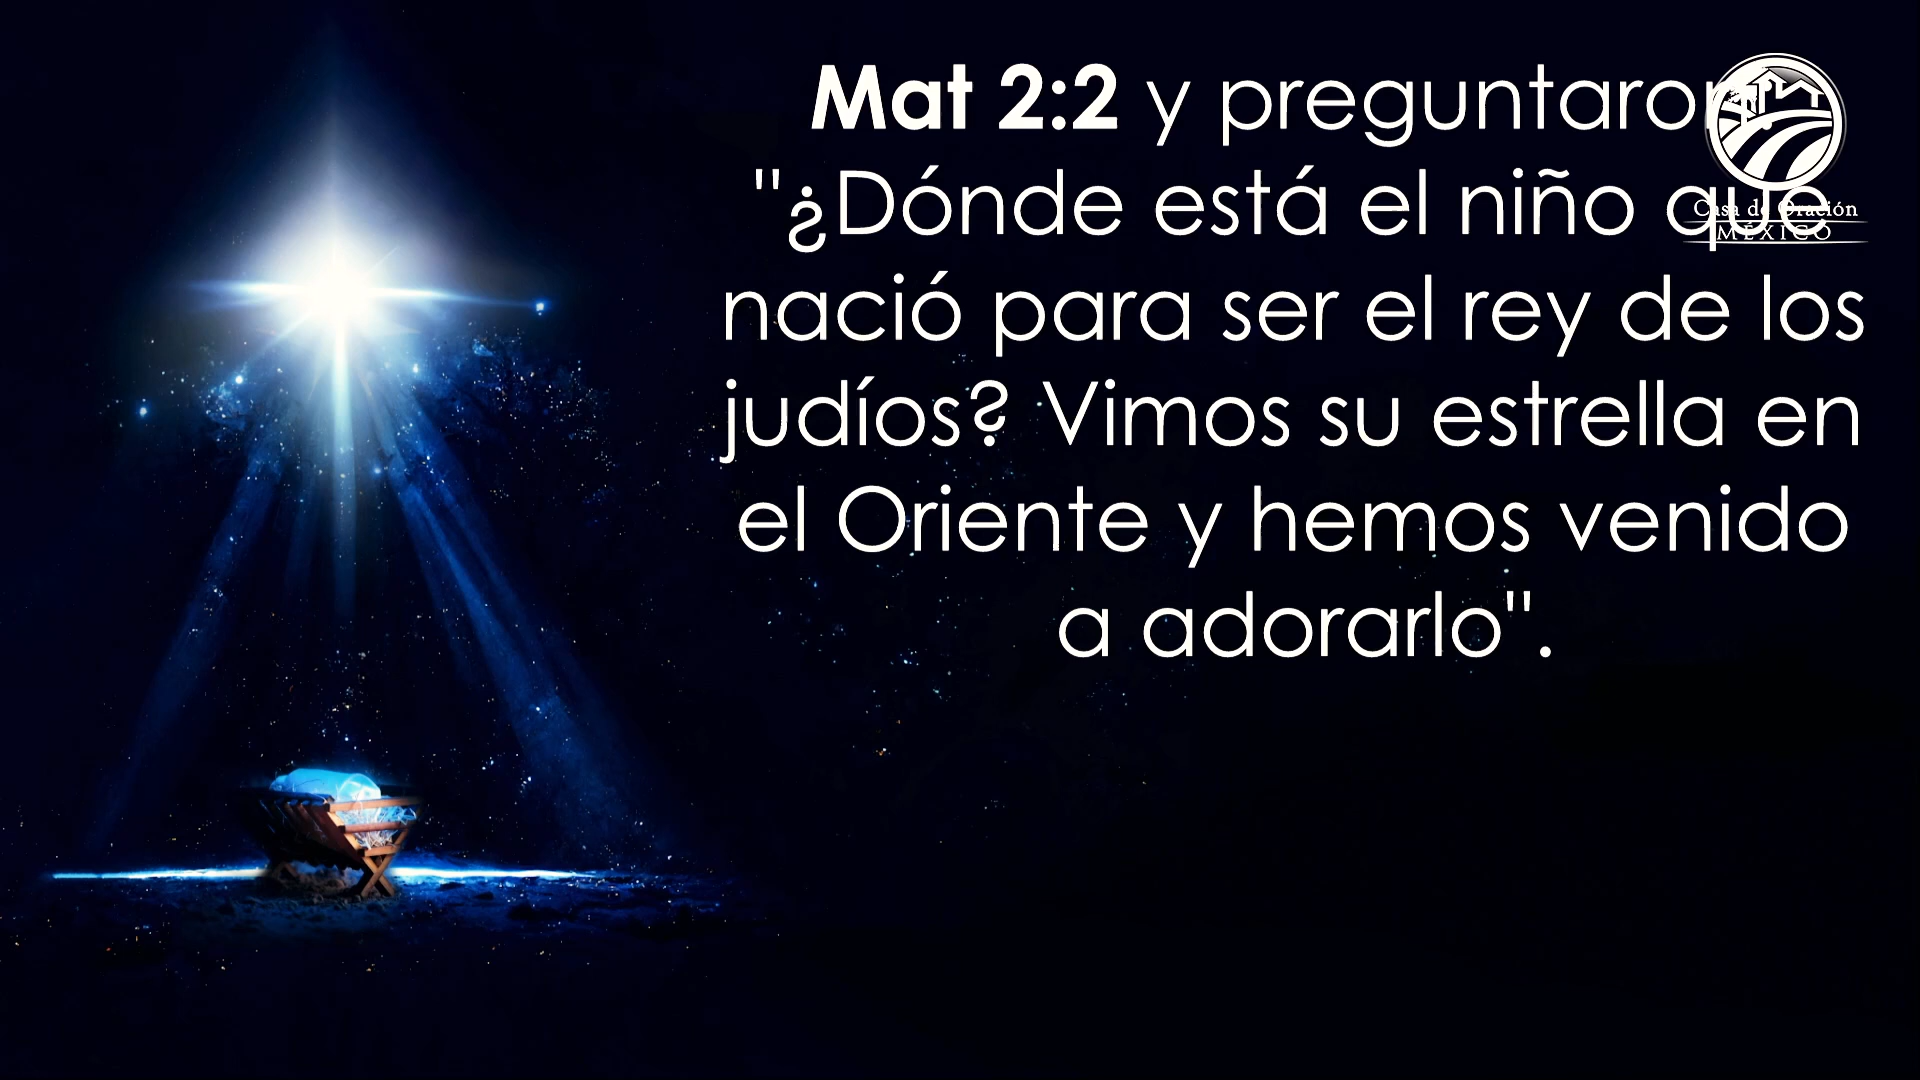 Mat 2:2 y preguntaron
"¿Dónde está el niño que
nació para ser el rey de los
judíos? Vimos su estrella en
el Oriente y hemos venido
a adorarlo".
Casa de Oración
MÉXICO